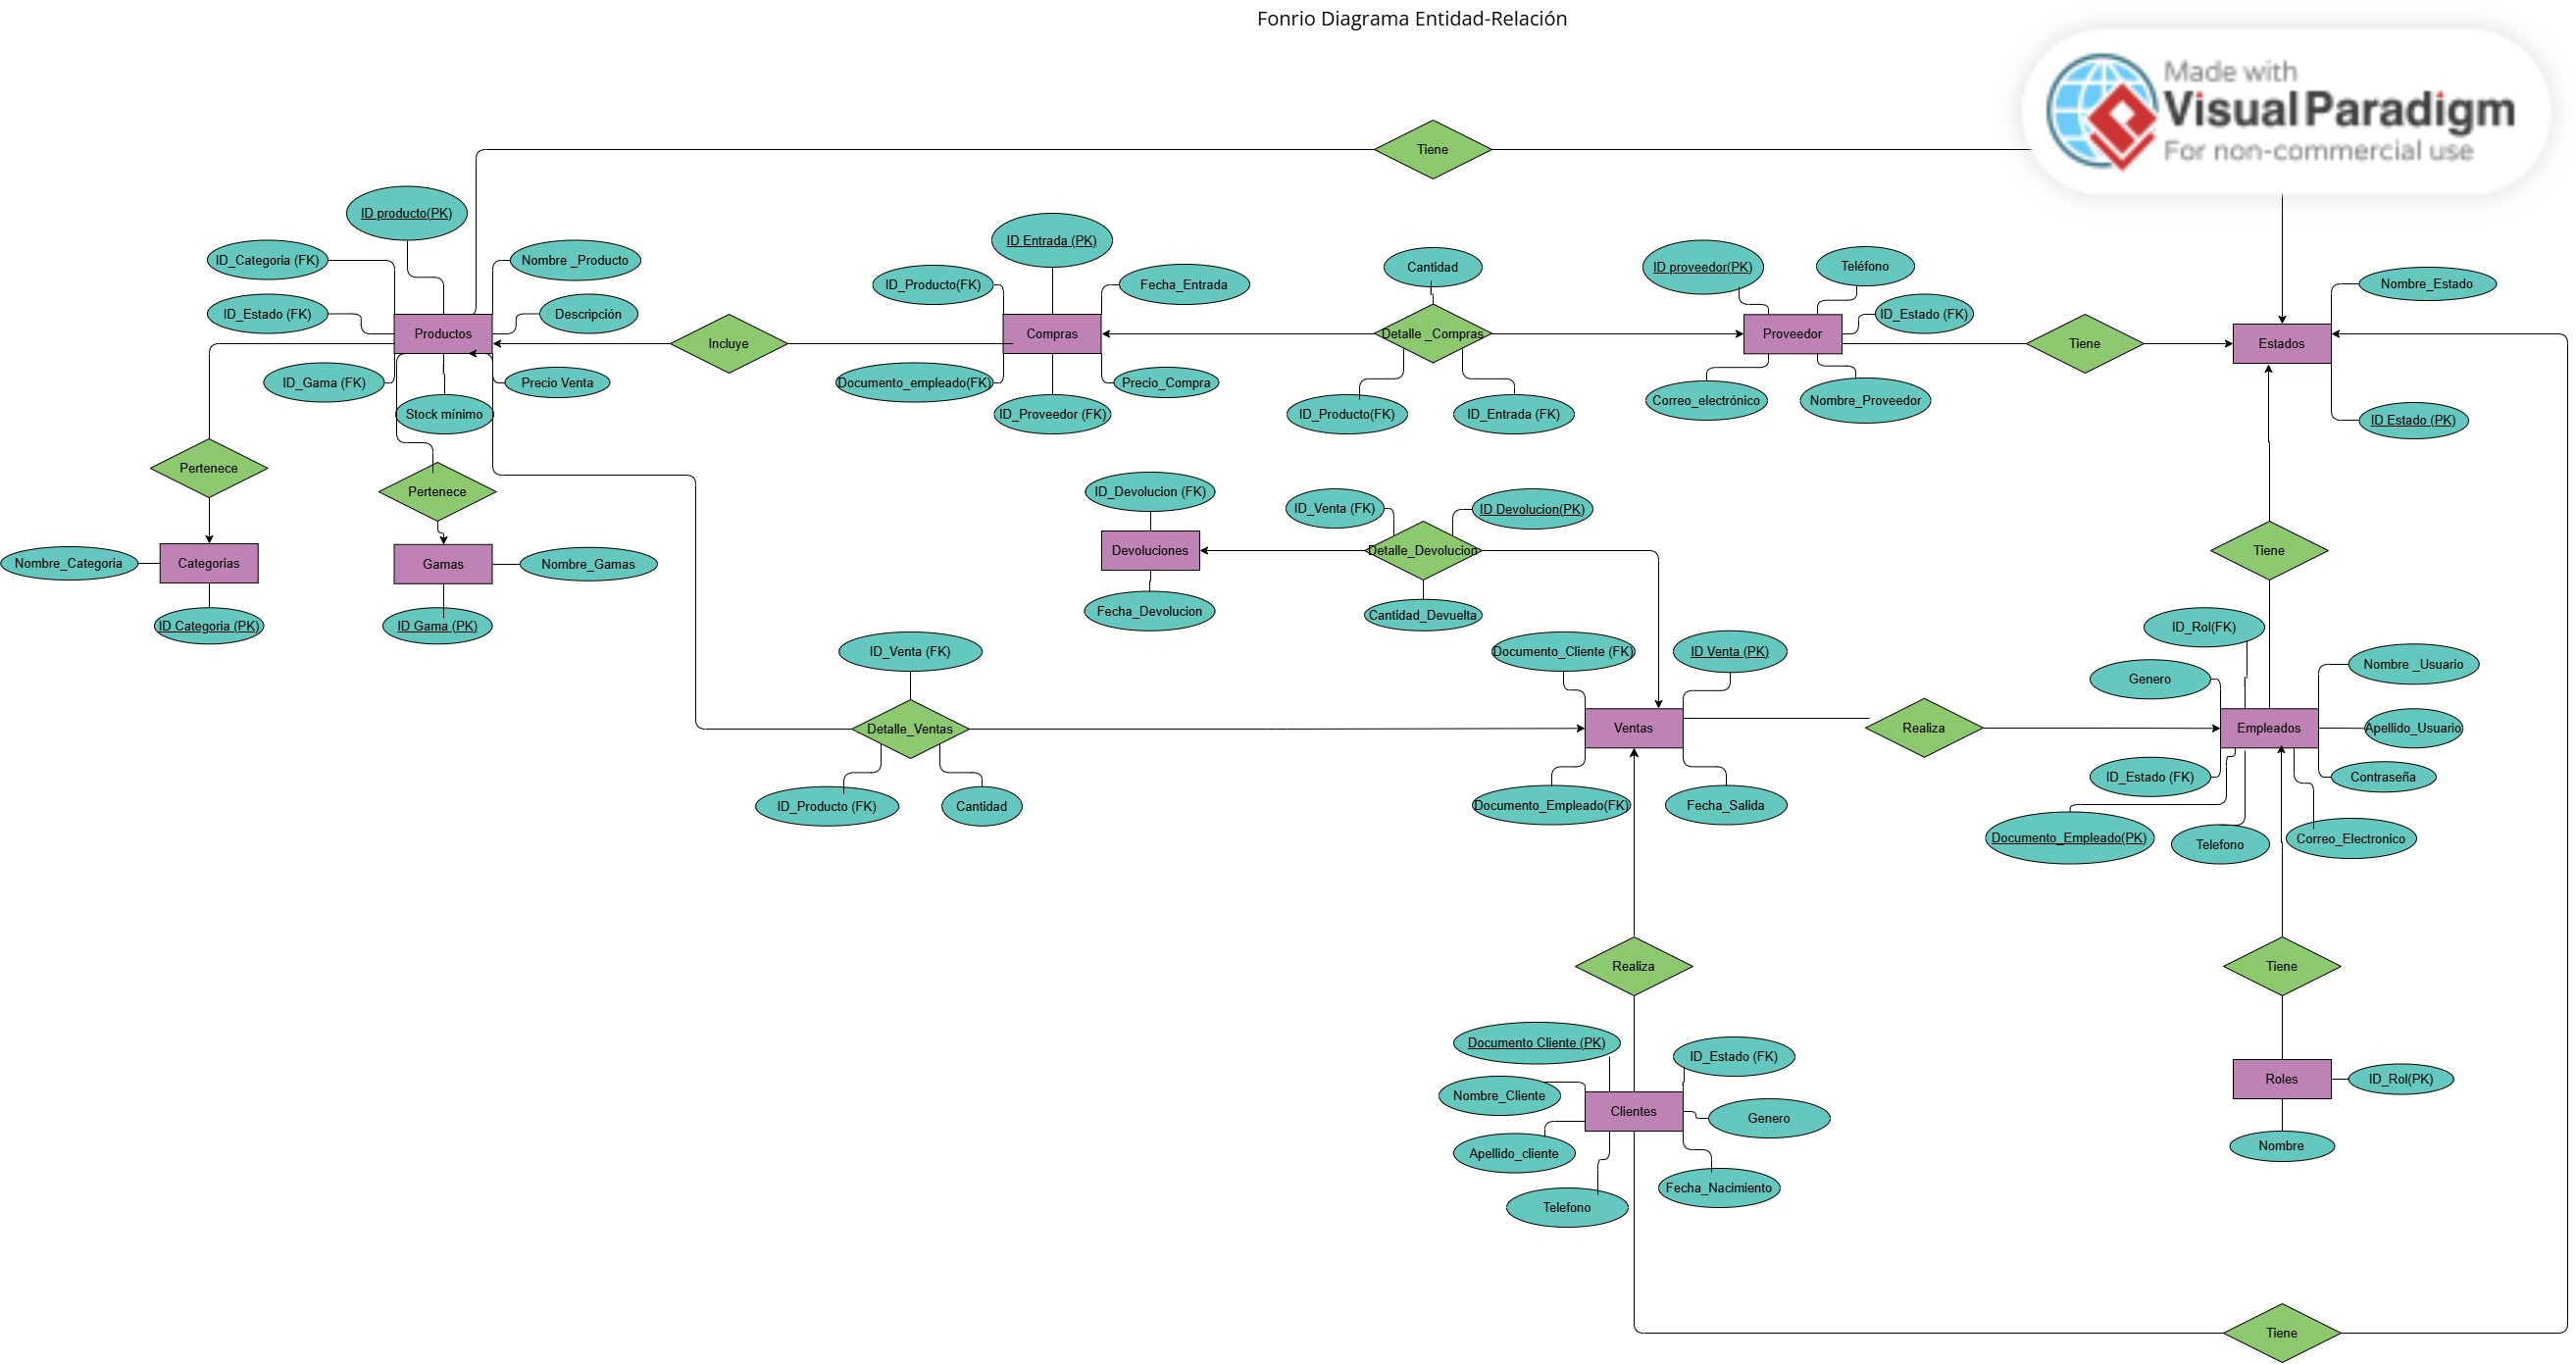 Fonrio Diagrama Entidad-Relación
Made with
Visual Paradigm
For non-commercial use
Tiene
ID producto(PK)
ID_Categoria (FK)
Nombre _Producto
ID_Estado (FK)
Descripción
Productos
ID_Gama (FK)
Precio Venta
Stock mínimo
Incluye
ID Entrada (PK)
ID_Producto(FK)
Fecha_Entrada
Compras
Documento_empleado(FK)
Precio_Compra
ID_Proveedor (FK)
Cantidad
Detalle _Compras
ID_Producto(FK)
ID_Entrada (FK)
ID proveedor(PK)
Teléfono
ID_Estado (FK)
Proveedor
Correo_electrónico
Nombre_Proveedor
Tiene
Nombre_Estado
Estados
ID Estado (PK)
Pertenece
Pertenece
Nombre_Categoria
Categorias
ID Categoria (PK)
Gamas
Nombre_Gamas
ID Gama (PK)
ID_Devolucion (FK)
Devoluciones
Fecha_Devolucion
ID_Venta (FK)
ID Devolucion(PK)
Detalle_Devolucion
Cantidad_Devuelta
Tiene
ID_Venta (FK)
Detalle_Ventas
ID_Producto (FK)
Cantidad
Documento_Cliente (FK)
ID Venta (PK)
Ventas
Documento_Empleado(FK)
Fecha_Salida
Realiza
ID_Rol(FK)
Genero
Nombre _Usuario
Empleados
Apellido_Usuario
ID_Estado (FK)
Contraseña
Documento_Empleado(PK)
Telefono
Correo_Electronico
Realiza
Tiene
Documento Cliente (PK)
ID_Estado (FK)
Nombre_Cliente
Clientes
Genero
Apellido_cliente
Fecha_Nacimiento
Telefono
Roles
ID_Rol(PK)
Nombre
Tiene